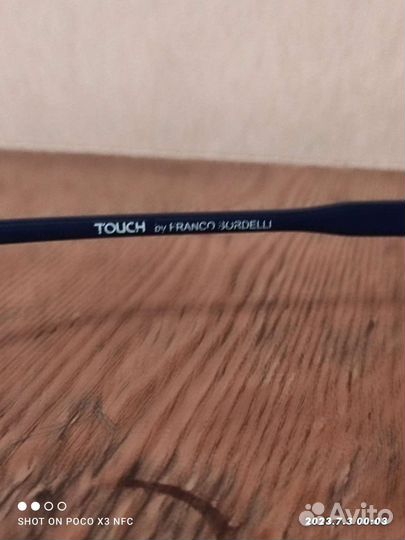 TOUCH by FRANCO BORDELLI
SHOT ON POCO X3 NFC
2023.7.3 00:03
Avito